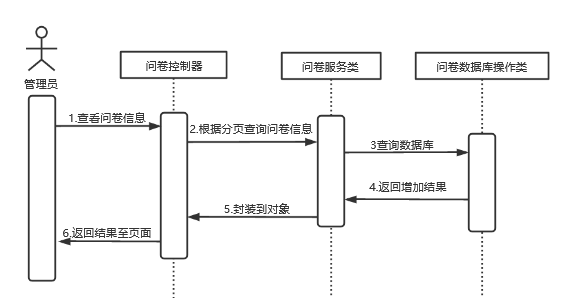 管理员
问卷控制器
问卷服务类
问卷数据库操作类
1.查看问卷信息
2.根据分页查询问卷信息
3查询数据库
4.返回增加结果
5.封装到对象
6.返回结果至页面